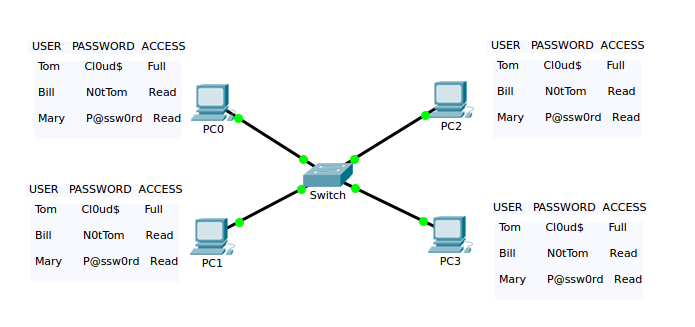 USER PASSWORD ACCESS
Tom Cl0ud$ Full
Bill N0tTom Read
Mary P@ssw0rd Read
PC0
USER PASSWORD ACCESS
Tom Cl0ud$ Full
Bill N0tTom Read
Mary P@ssw0rd Read
PC2
Switch
USER PASSWORD ACCESS
Tom Cl0ud$ Full
Bill N0tTom Read
Mary P@ssw0rd Read
PC1
USER PASSWORD ACCESS
Tom Cl0ud$ Full
Bill N0tTom Read
Mary P@ssw0rd Read
PC3